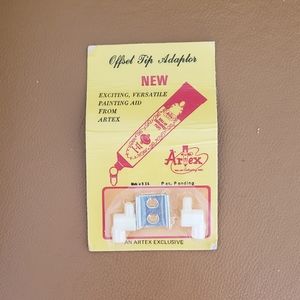 Offset Tip Adaptor
NEW
EXCITING, VERSATILE
PAINTING AID
FROM
ARTEX
Artex
Pat. Pending
AN ARTEX EXCLUSIVE